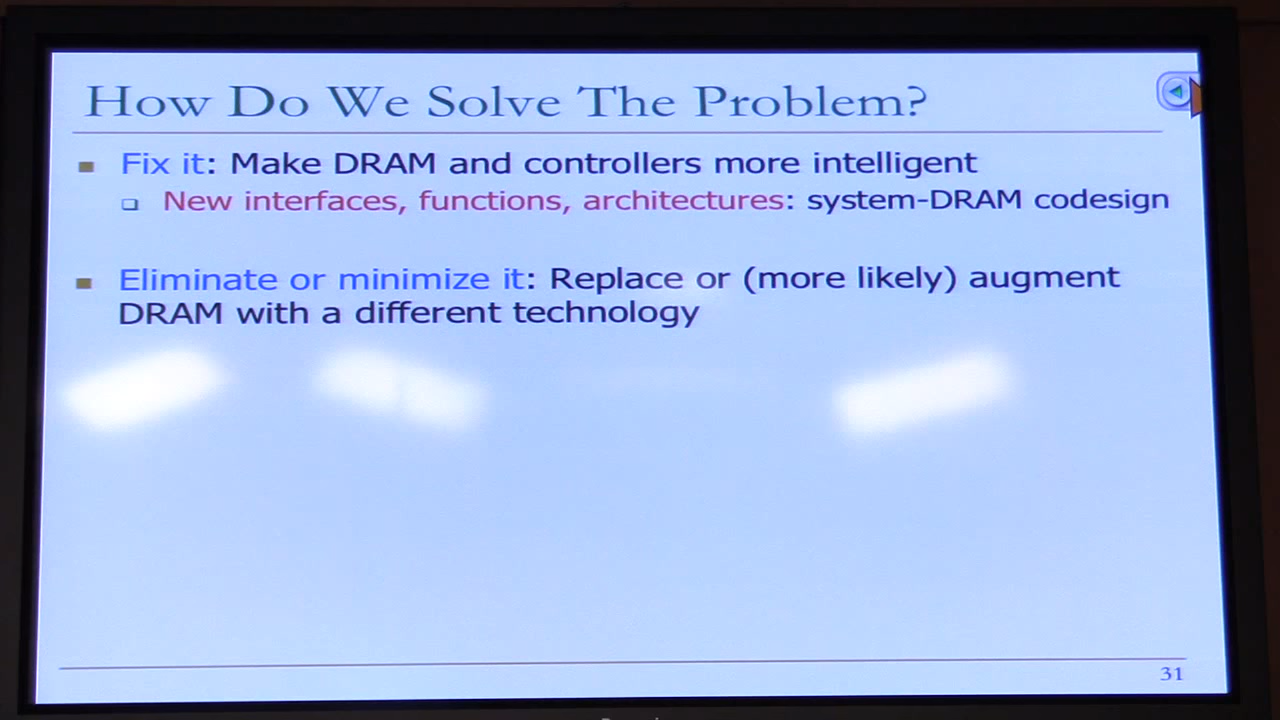 How Do We Solve The Problem?
Fix it: Make DRAM and controllers more intelligent
New interfaces, functions, architectures: system-DRAM codesign
Eliminate or minimize it: Replace or (more likely) augment
DRAM with a different technology
31